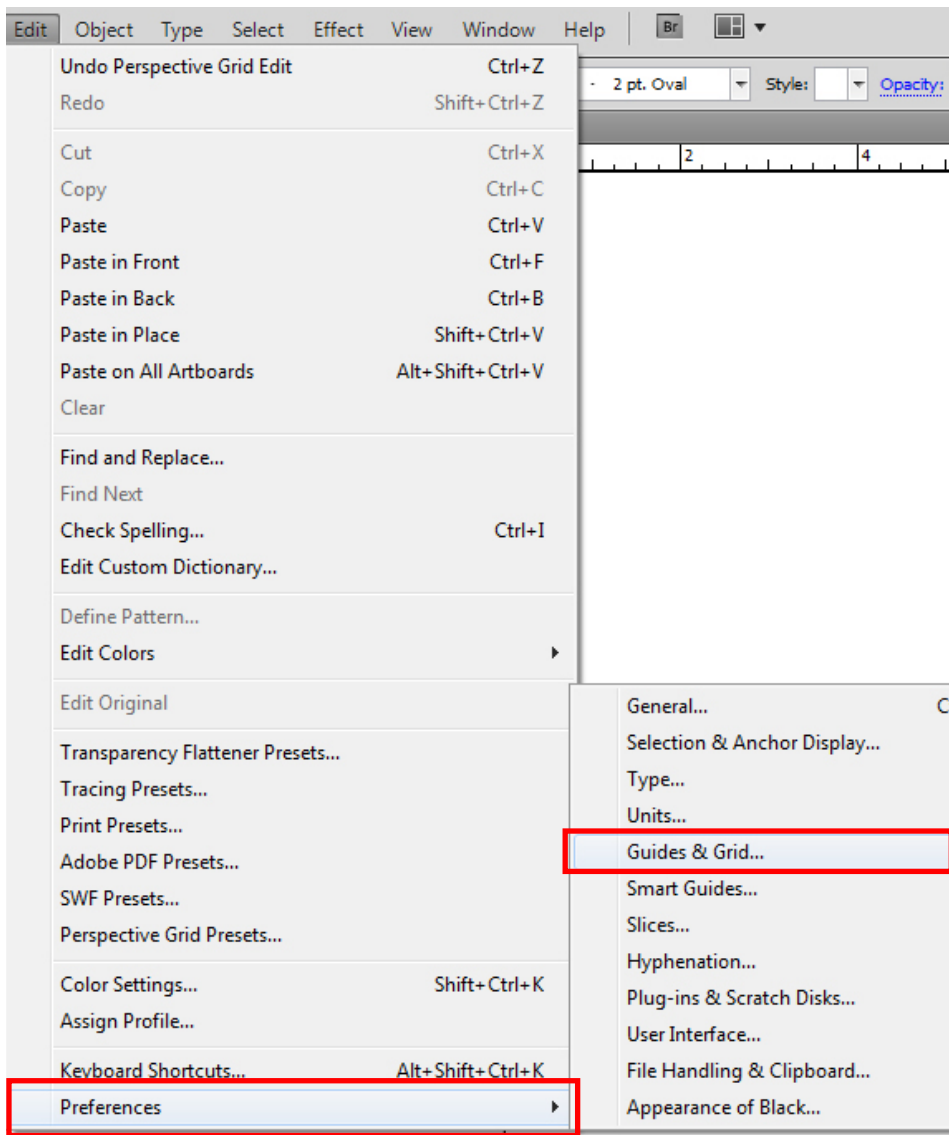 Edit Object Type Select Effect View Window Help Br
Undo Perspective Grid Edit Ctrl+Z
Redo Shift+Ctrl+Z
- 2 pt. Oval Style: Opacity:
Cut Ctrl+X
2 4
Copy Ctrl+C
Paste Ctrl+V
Paste in Front Ctrl+F
Paste in Back Ctrl+B
Paste in Place Shift+Ctrl+V
Paste on All Artboards Alt+Shift+Ctrl+V
Clear
Find and Replace...
Find Next
Check Spelling... Ctrl+I
Edit Custom Dictionary...
Define Pattern...
Edit Colors
Edit Original
Transparency Flattener Presets...
Tracing Presets...
Print Presets...
Adobe PDF Presets...
SWF Presets...
Perspective Grid Presets...
Color Settings... Shift+Ctrl+K
Assign Profile...
Keyboard Shortcuts... Alt+Shift+Ctrl+K
Preferences
General... C
Selection & Anchor Display...
Type...
Units...
Guides & Grid...
Smart Guides...
Slices...
Hyphenation...
Plug-ins & Scratch Disks...
User Interface...
File Handling & Clipboard...
Appearance of Black...